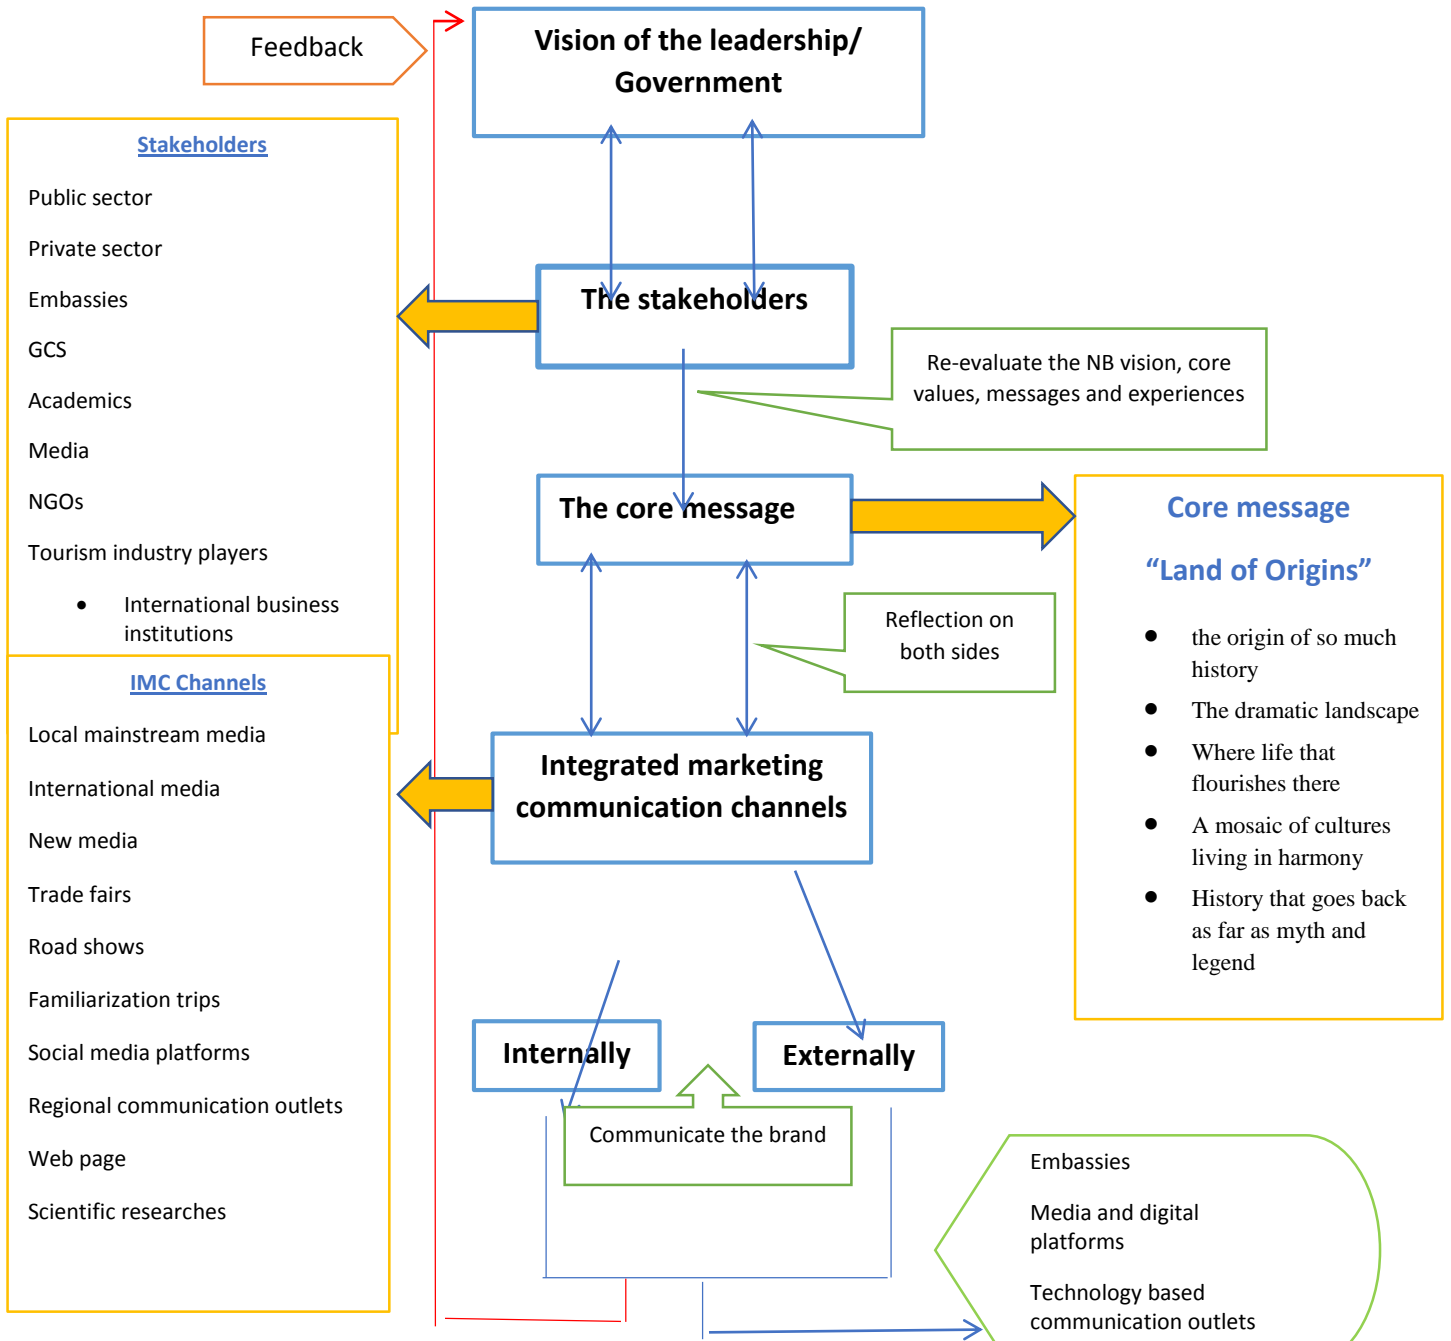 Feedback
Vision of the leadership/
Government
Stakeholders
Public sector
Private sector
Embassies
GCS
Academics
Media
NGOs
Tourism industry players
• International business
institutions
The stakeholders
Re-evaluate the NB vision, core
values, messages and experiences
The core message
Core message
“Land of Origins”
• the origin of so much
history
• The dramatic landscape
• Where life that
flourishes there
• A mosaic of cultures
living in harmony
• History that goes back
as far as myth and
legend
Reflection on
both sides
IMC Channels
Local mainstream media
International media
New media
Trade fairs
Road shows
Familiarization trips
Social media platforms
Regional communication outlets
Web page
Scientific researches
Integrated marketing
communication channels
Internally
Externally
Communicate the brand
Embassies
Media and digital
platforms
Technology based
communication outlets